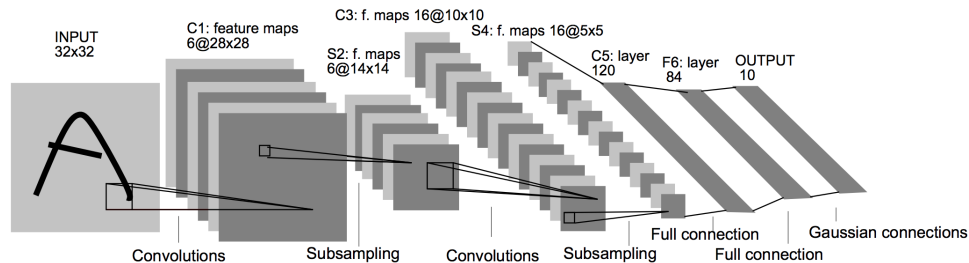 INPUT
32x32
C1: feature maps
6@28x28
S2: f. maps
6@14x14
C3: f. maps 16@10x10
S4: f. maps 16@5x5
C5: layer
120
F6: layer
84
OUTPUT
10
Convolutions
Subsampling
Convolutions
Subsampling
Full connection
Full connection
Gaussian connections